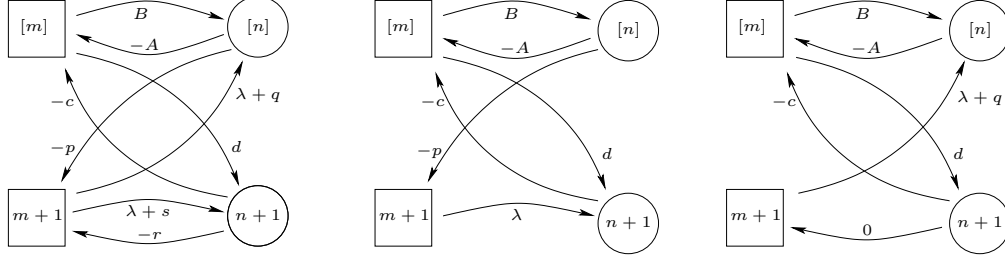 [m] B [n] [m] B [n] [m] B [n]
−A −A −A
−c λ + q −c −c λ + q
−p d −p d d
m + 1 λ + s n + 1 m + 1 λ n + 1 m + 1 0 n + 1
−r